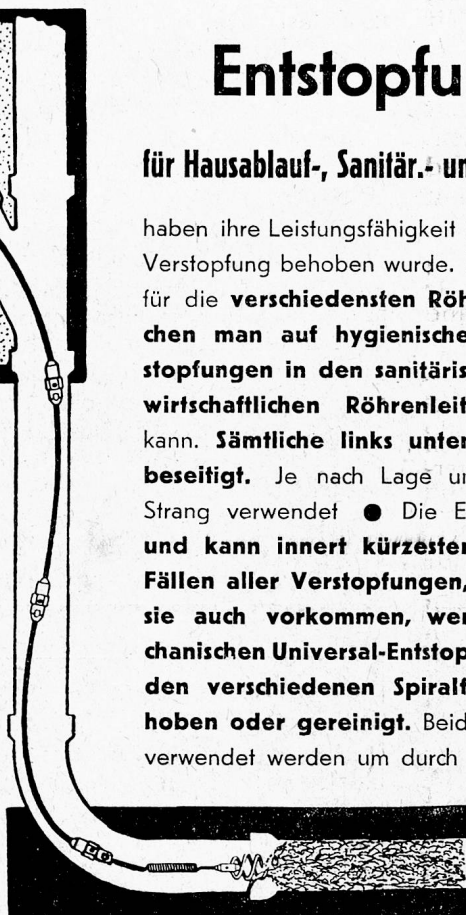 Entstopfu
für Hausablauf-, Sanitär.- un
haben ihre Leistungsfähigkeit
Verstopfung behoben wurde.
für die verschiedensten Röh
chen man auf hygienische
stopfungen in den sanitäris
wirtschaftlichen Röhrenleit
kann. Sämtliche links unter
beseitigt. Je nach Lage un
Strang verwendet ● Die E
und kann innert kürzester
Fällen aller Verstopfungen,
sie auch vorkommen, wer
chanischen Universal-Entstop
den verschiedenen Spiralf
hoben oder gereinigt. Beid
verwendet werden um durch